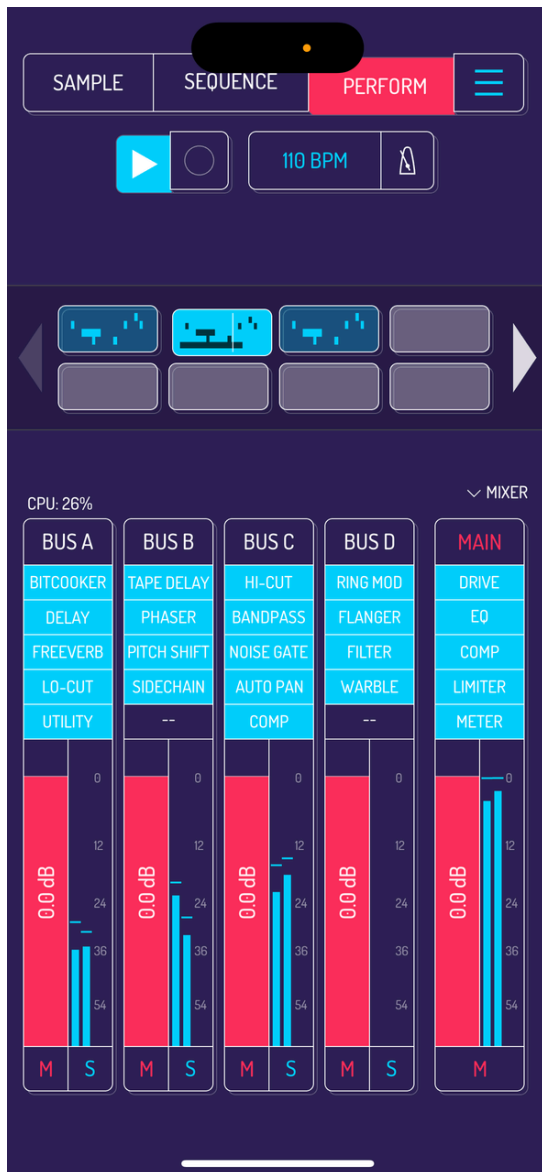 SAMPLE SEQUENCE PERFORM
110 BPM
CPU: 26% MIXER
BUS A BUS B BUS C BUS D MAIN
BITCOOKER TAPE DELAY HI-CUT RING MOD DRIVE
DELAY PHASER BANDPASS FLANGER EQ
FREEVERB PITCH SHIFT NOISE GATE FILTER COMP
LO-CUT SIDECHAIN AUTO PAN WARBLE LIMITER
UTILITY -- COMP -- METER
0 0 0 0 0
12 12 12 12 12
0.0 dB 0.0 dB 0.0 dB 0.0 dB 0.0 dB
24 24 24 24 24
36 36 36 36 36
54 54 54 54 54
M S M S M S M S M